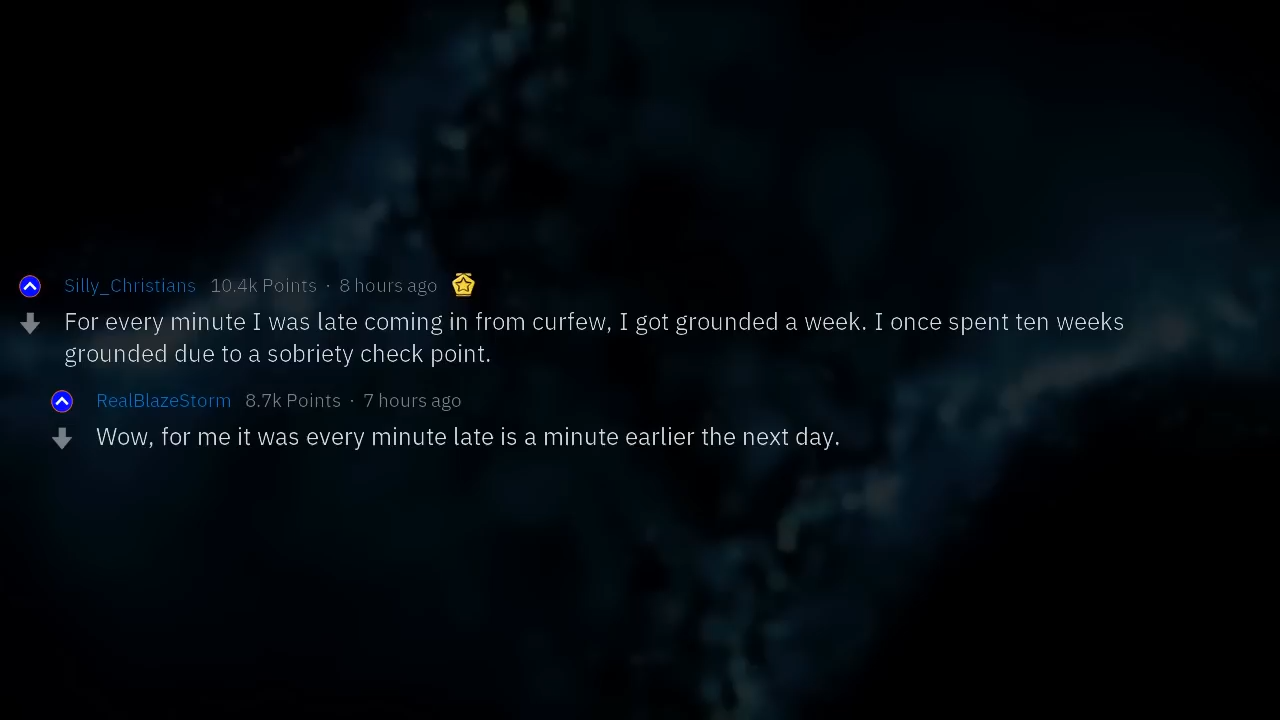 Silly_Christians 10.4k Points · 8 hours ago
For every minute I was late coming in from curfew, I got grounded a week. I once spent ten weeks
grounded due to a sobriety check point.
RealBlazeStorm 8.7k Points · 7 hours ago
Wow, for me it was every minute late is a minute earlier the next day.